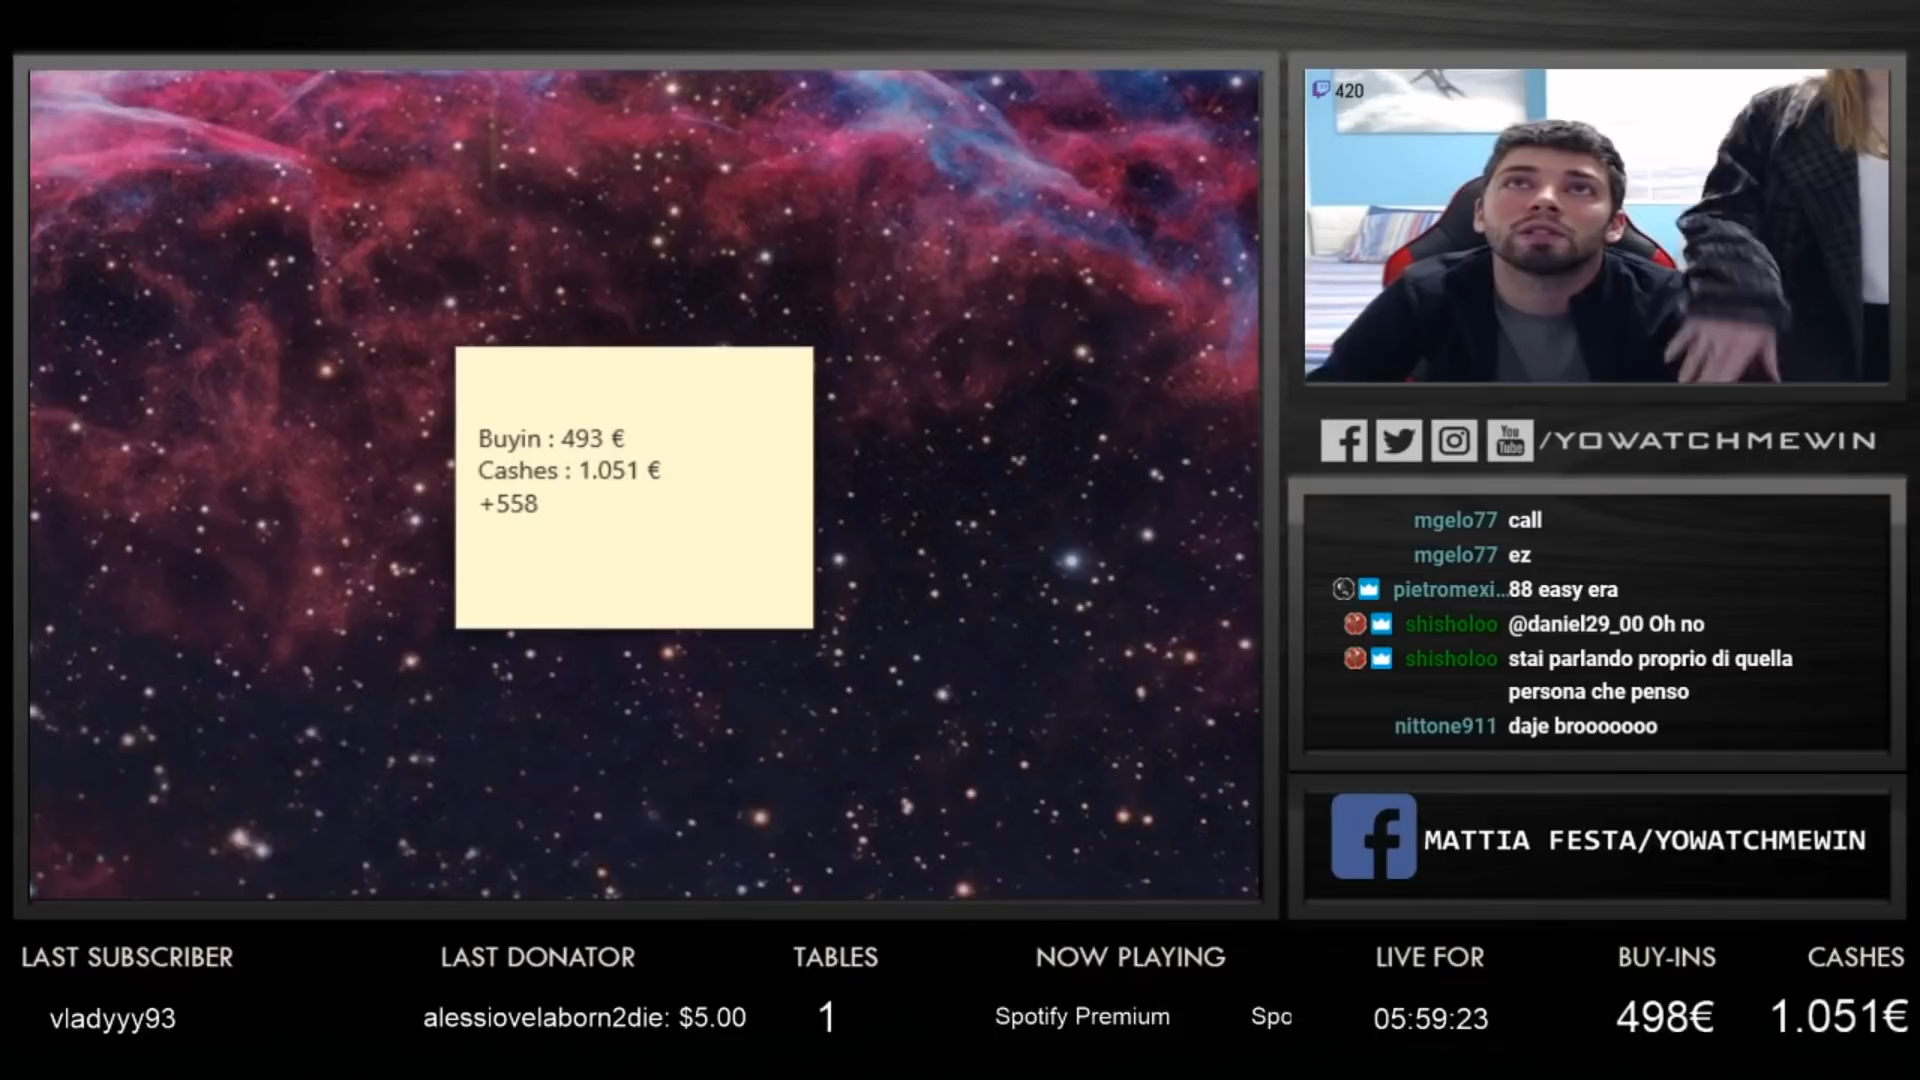 420
Buyin : 493 €
Cashes : 1.051 €
+558
You
Tube
/YOWATCHMEWIN
mgelo77 call
mgelo77 ez
pietromexi... 88 easy era
shisholoo @daniel29_00 Oh no
shisholoo stai parlando proprio di quella
persona che penso
nittone911 daje brooooooo
MATTIA FESTA/YOWATCHMEWIN
LAST SUBSCRIBER LAST DONATOR TABLES NOW PLAYING LIVE FOR BUY-INS CASHES
vladyyy93 alessiovelaborn2die: $5.00 1 Spotify Premium Spo 05:59:23 498€ 1.051€